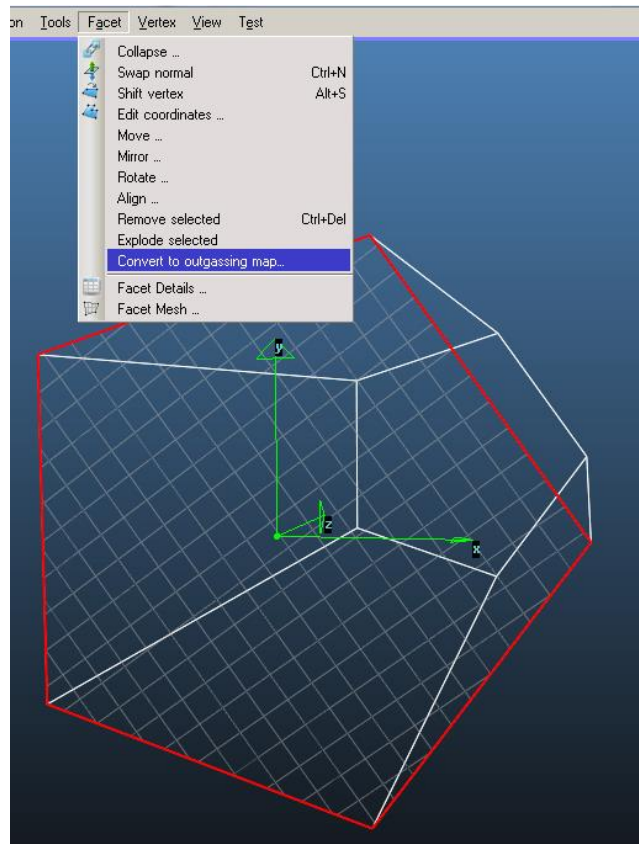 on Tools Facet Vertex View Test
Collapse ...
Swap normal Ctrl+N
Shift vertex Alt+S
Edit coordinates ...
Move ...
Mirror ...
Rotate ...
Align ...
Remove selected Ctrl+Del
Explode selected
Convert to outgassing map...
Facet Details ...
Facet Mesh ...
y
z
x